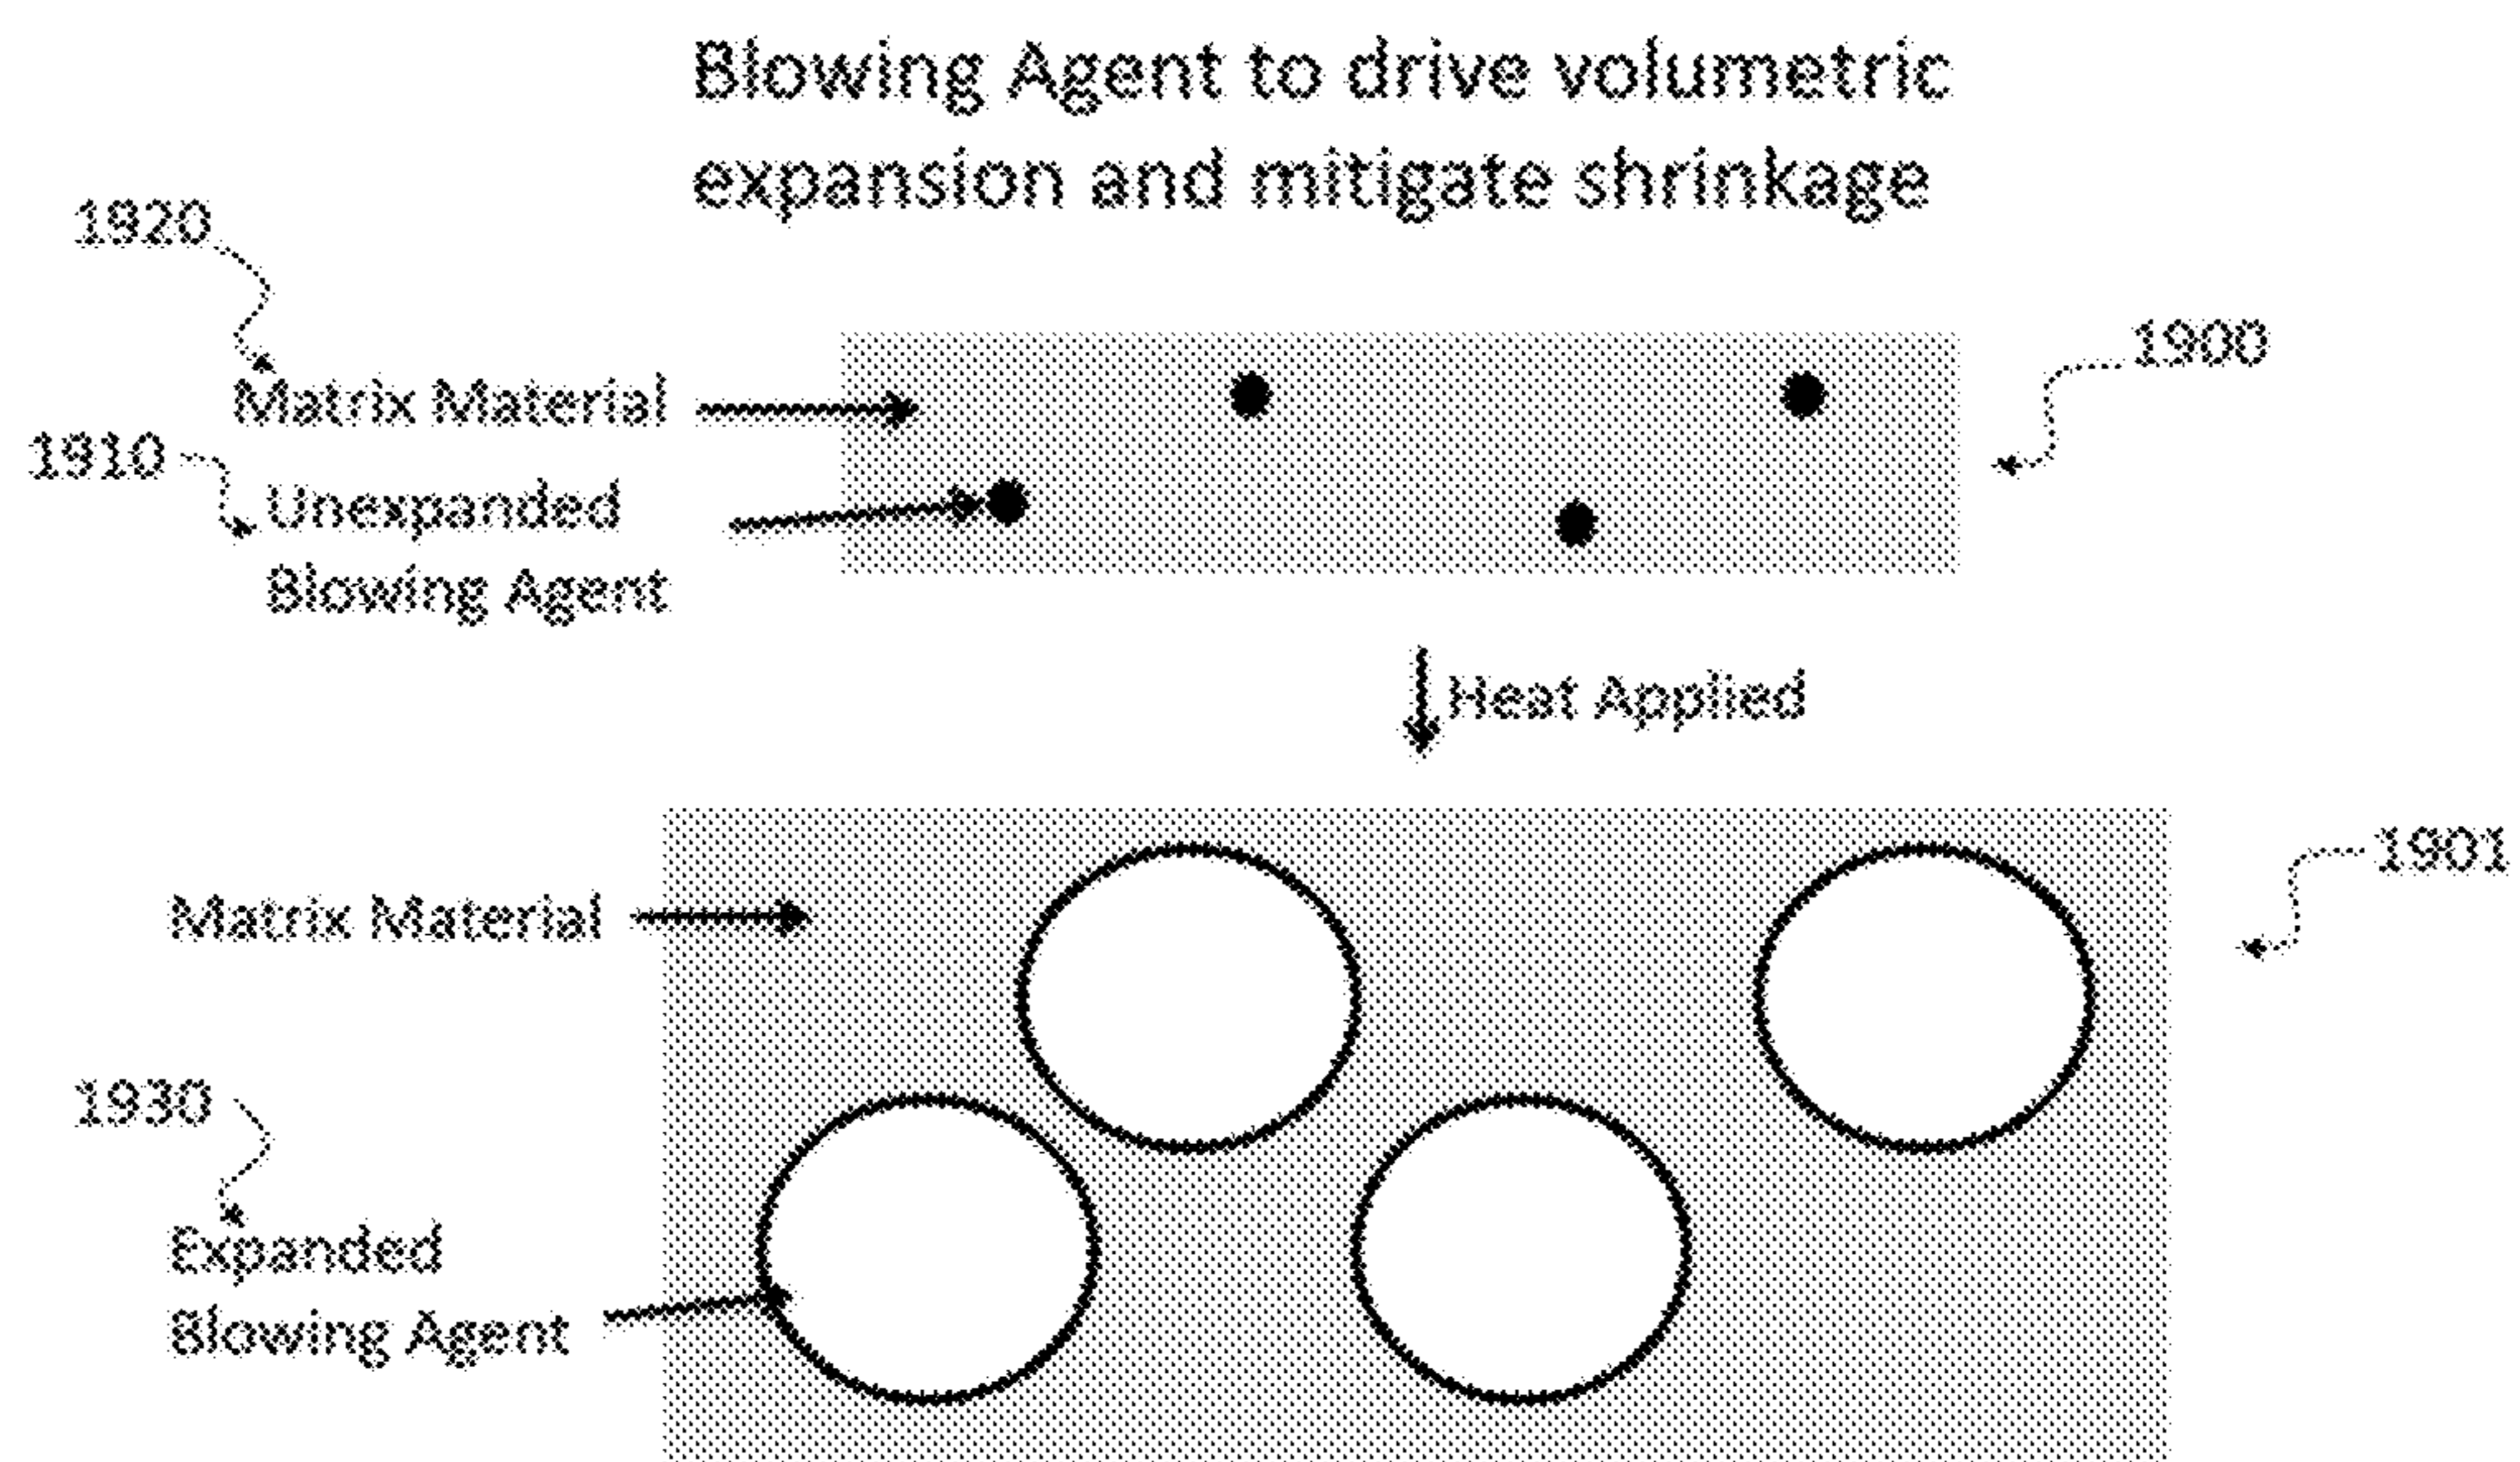 Blowing Agent to drive volumetric
expansion and mitigate shrinkage
1920
1900
Matrix Material
1910
Unexpanded
Blowing Agent
Heat Applied
1901
Matrix Material
1930
Expanded
Blowing Agent